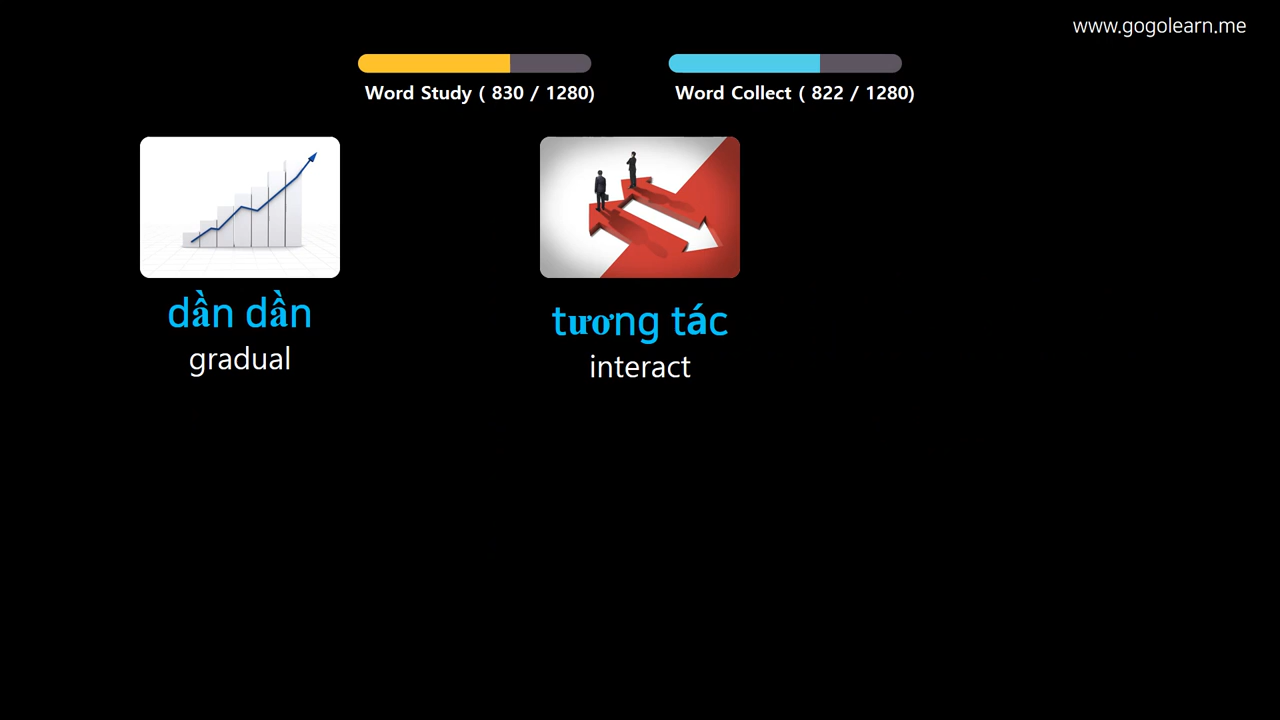 www.gogolearn.me
Word Study ( 830 / 1280)
Word Collect ( 822 / 1280)
dần dần
gradual
tương tác
interact